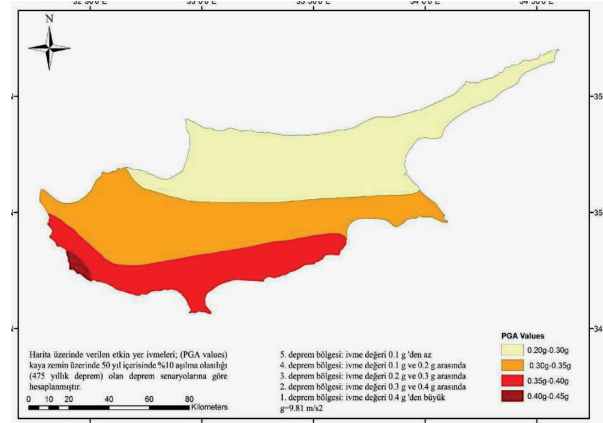 N
33
34
35
35
34
PGA Values
0.20g-0.30g
0.30g-0.35g
0.35g-0.40g
0.40g-0.45g
Harita üzerinde verilen etkin yer ivmeleri; (PGA values)
kaya zemin üzerinde 50 yıl içerisinde %10 aşılma olasılığı
(475 yıllık deprem) olan deprem senaryolarına göre
hesaplanmıştır.
0 10 20 40 60 80
Kilometers
5. deprem bölgesi: ivme değeri 0.1 g 'den az
4. deprem bölgesi: ivme değeri 0.1 g ve 0.2 g arasında
3. deprem bölgesi: ivme değeri 0.2 g ve 0.3 g arasında
2. deprem bölgesi: ivme değeri 0.3 g ve 0.4 g arasında
1. deprem bölgesi: ivme değeri 0.4 g 'den büyük
g=9.81 m/s2